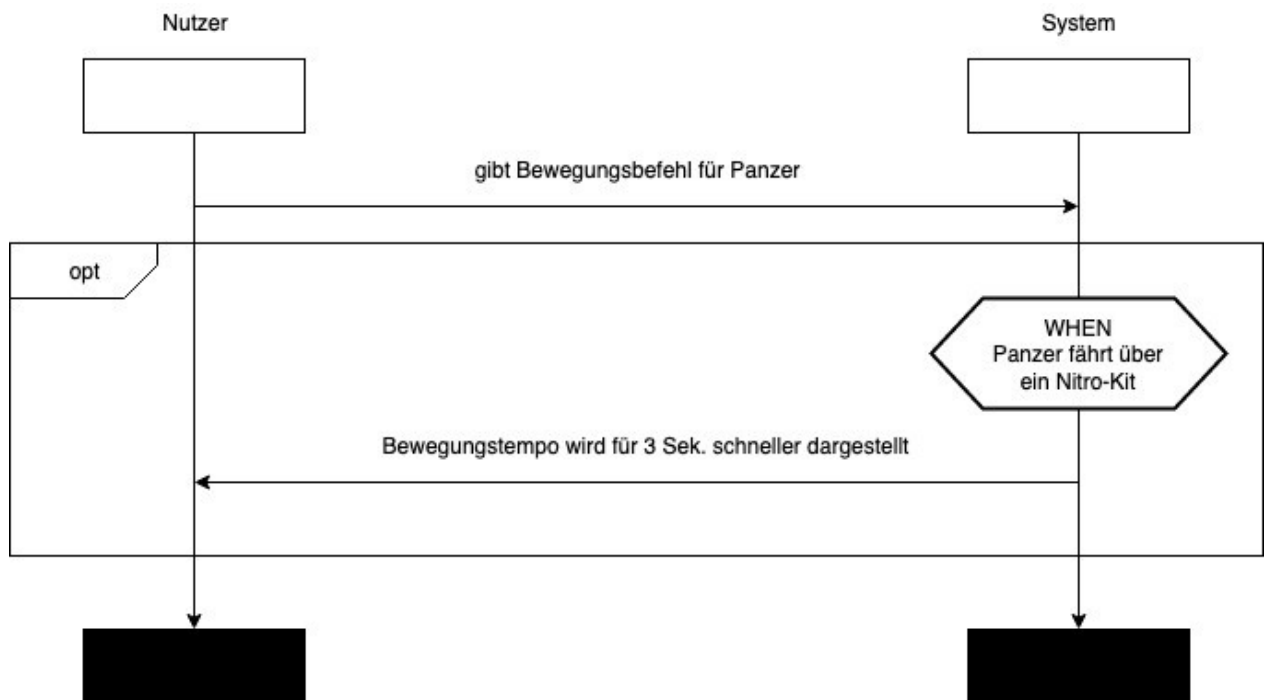 Nutzer
System
gibt Bewegungsbefehl für Panzer
opt
WHEN
Panzer fährt über
ein Nitro-Kit
Bewegungstempo wird für 3 Sek. schneller dargestellt